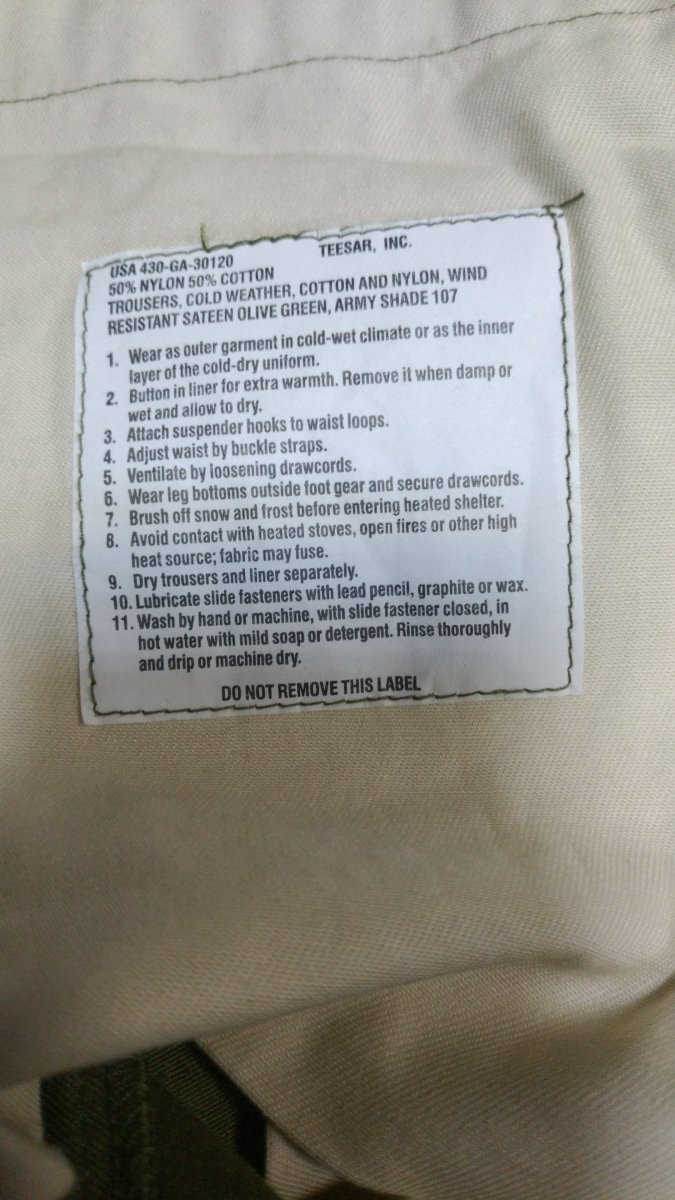 USA 430-GA-30120 TEESAR, INC.
50% NYLON 50% COTTON
TROUSERS, COLD WEATHER, COTTON AND NYLON, WIND
RESISTANT SATEEN OLIVE GREEN, ARMY SHADE 107
1. Wear as outer garment in cold-wet climate or as the inner
layer of the cold-dry uniform.
2. Button in liner for extra warmth. Remove it when damp or
wet and allow to dry.
3. Attach suspender hooks to waist loops.
4. Adjust waist by buckle straps.
5. Ventilate by loosening drawcords.
6. Wear leg bottoms outside foot gear and secure drawcords.
7. Brush off snow and frost before entering heated shelter.
8. Avoid contact with heated stoves, open fires or other high
heat source; fabric may fuse.
9. Dry trousers and liner separately.
10. Lubricate slide fasteners with lead pencil, graphite or wax.
11. Wash by hand or machine, with slide fastener closed, in
hot water with mild soap or detergent. Rinse thoroughly
and drip or machine dry.
DO NOT REMOVE THIS LABEL